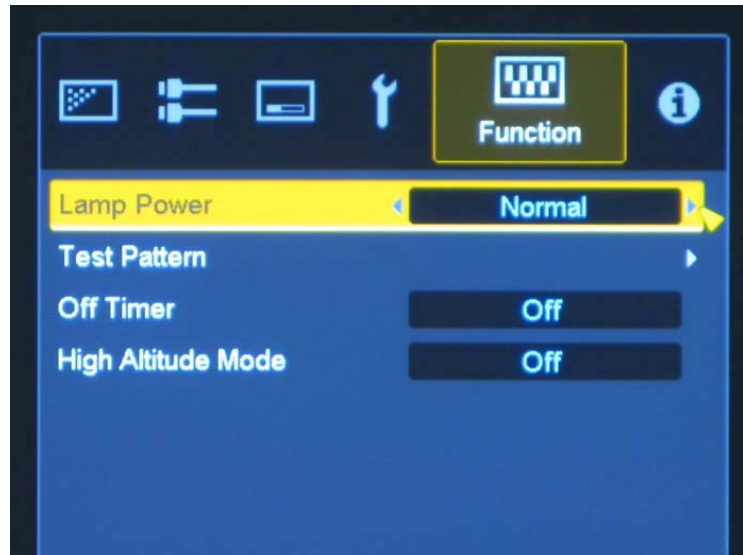 Function
Lamp Power Normal
Test Pattern
Off Timer Off
High Altitude Mode Off